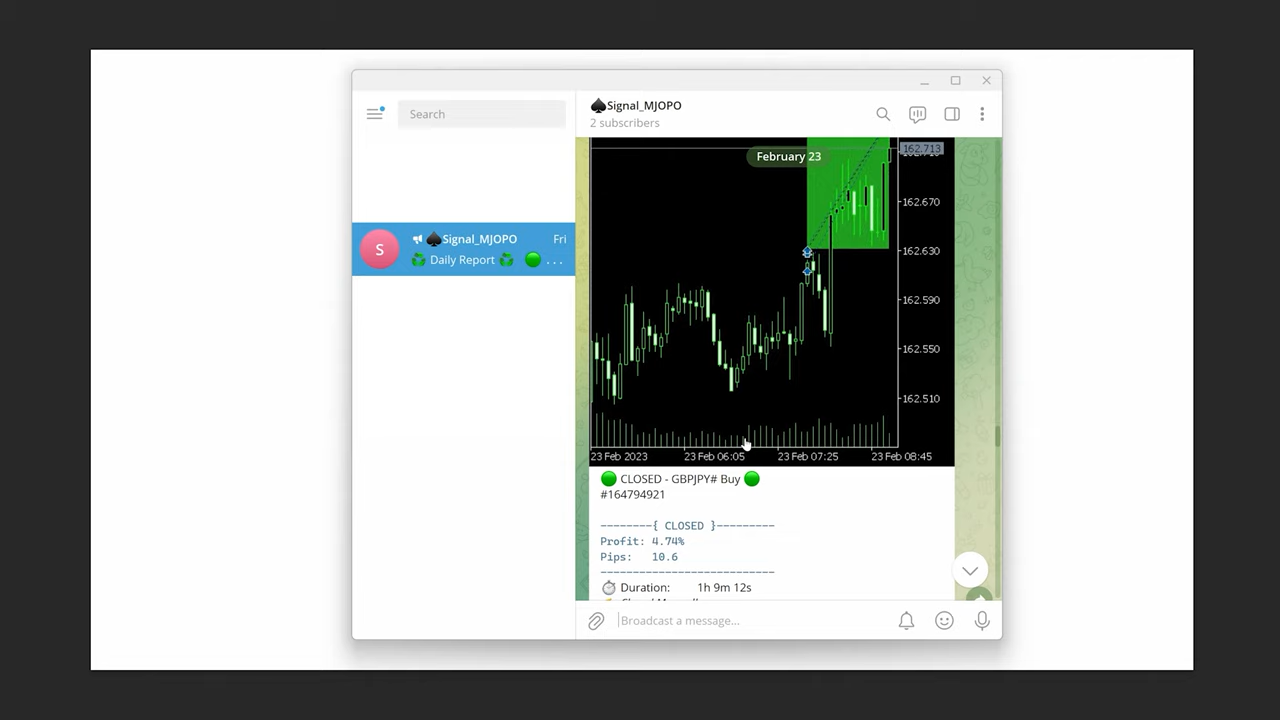 Search
♠Signal_MJOPO
2 subscribers
♠Signal_MJOPO Fri
♻ Daily Report ♻ 🟢 ...
February 23
162.713
162.670
162.630
162.590
162.550
162.510
23 Feb 2023 23 Feb 06:05 23 Feb 07:25 23 Feb 08:45
🟢 CLOSED - GBPJPY# Buy 🟢
#164794921
--------{ CLOSED }---------
Profit: 4.74%
Pips: 10.6
---------------------------
⏱ Duration: 1h 9m 12s
Broadcast a message...
S